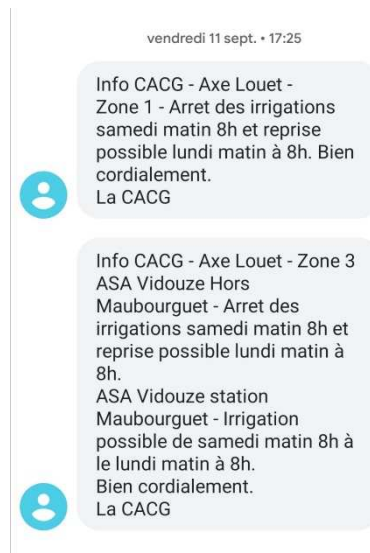 vendredi 11 sept. • 17:25
Info CACG - Axe Louet -
Zone 1 - Arret des irrigations
samedi matin 8h et reprise
possible lundi matin à 8h. Bien
cordialement.
La CACG
Info CACG - Axe Louet - Zone 3
ASA Vidouze Hors
Maubourguet - Arret des
irrigations samedi matin 8h et
reprise possible lundi matin à
8h.
ASA Vidouze station
Maubourguet - Irrigation
possible de samedi matin 8h à
le lundi matin à 8h.
Bien cordialement.
La CACG